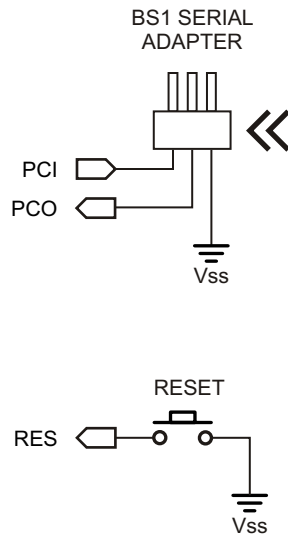 BS1 SERIAL
ADAPTER
PCI
PCO
Vss
RESET
RES
Vss